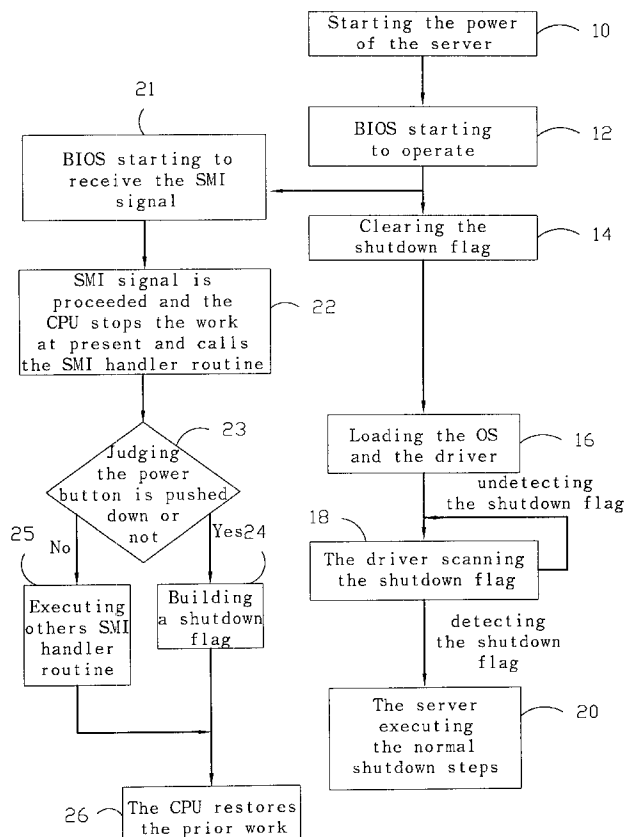 Starting the power
of the server
10
21
BIOS starting
to operate
12
BIOS starting to
receive the SMI
signal
Clearing the
shutdown flag
14
SMI signal is
proceeded and the
CPU stops the work
at present and calls
the SMI handler routine
22
23
Judging
the power
button is pushed
down or
not
Loading the OS
and the driver
16
undetecting
the shutdown flag
18
The driver scanning
the shutdown flag
25
No
Yes
24
Executing
others SMI
handler
routine
Building
a shutdown
flag
detecting
the shutdown
flag
The server
executing
the normal
shutdown steps
20
26
The CPU restores
the prior work